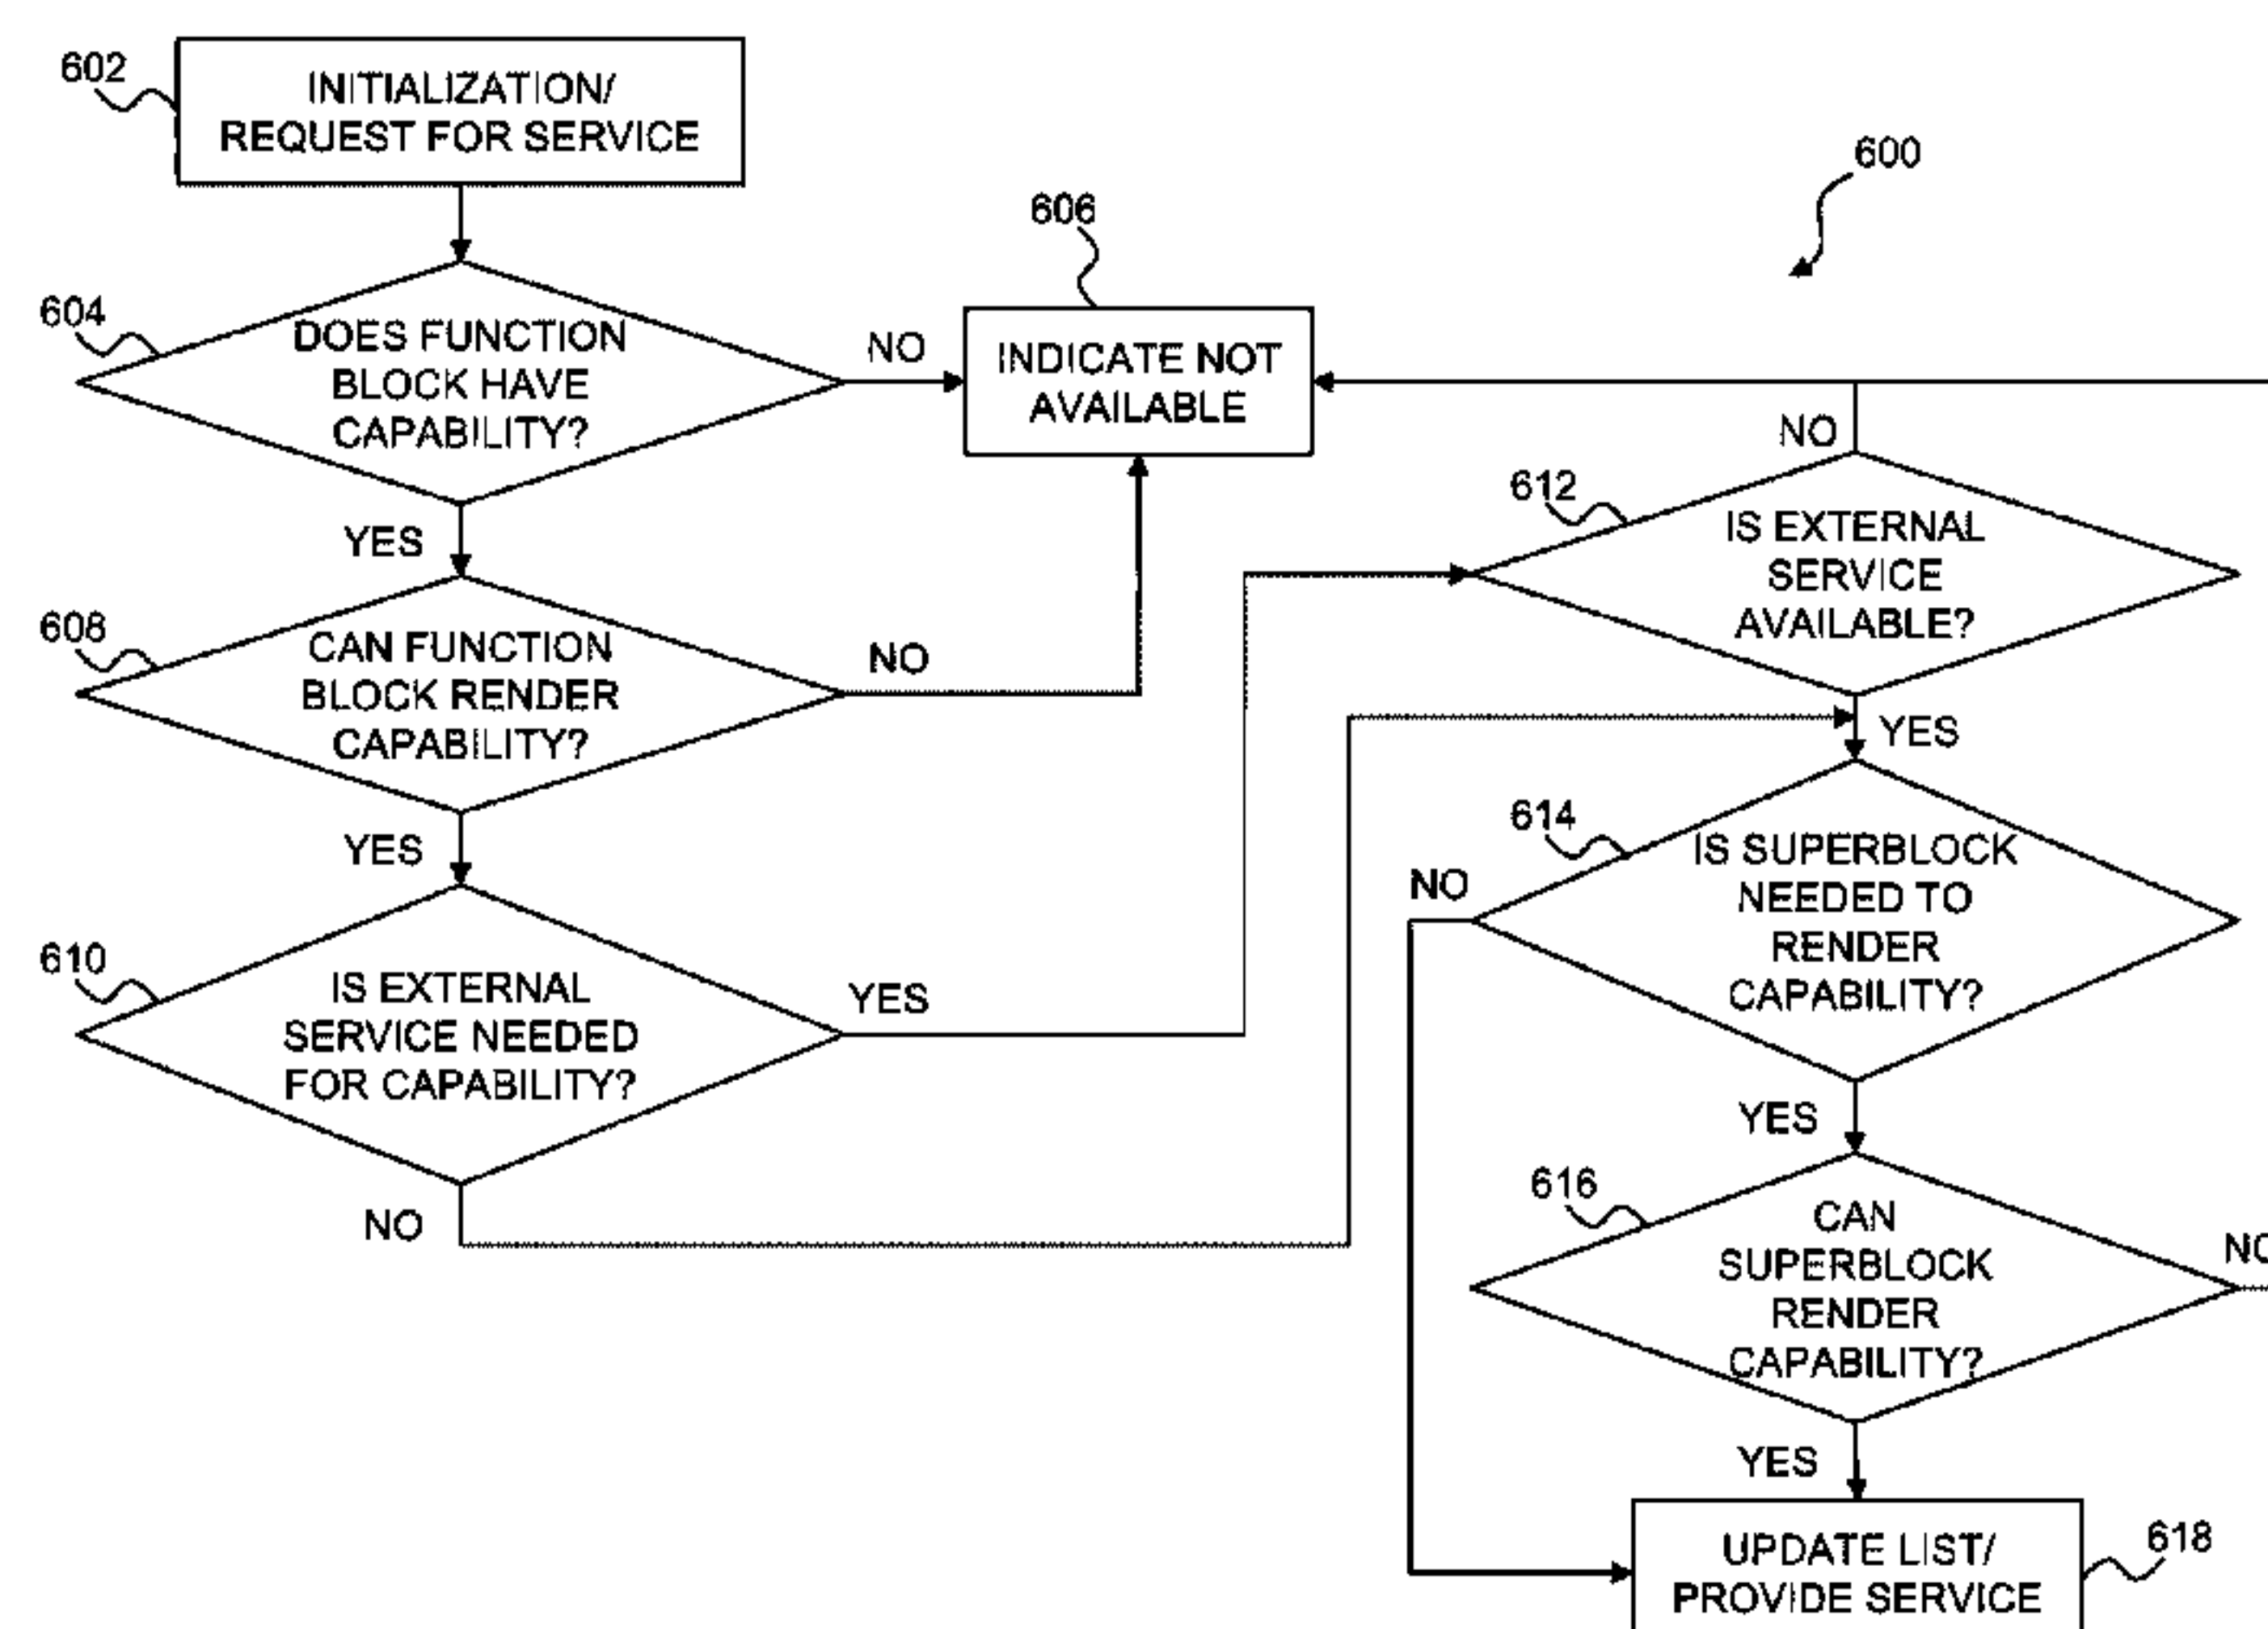 602
INITIALIZATION/
REQUEST FOR SERVICE
600
606
604
DOES FUNCTION
BLOCK HAVE
CAPABILITY?
NO
INDICATE NOT
AVAILABLE
NO
YES
612
IS EXTERNAL
SERVICE
AVAILABLE?
608
CAN FUNCTION
BLOCK RENDER
CAPABILITY?
NO
YES
YES
614
IS SUPERBLOCK
NEEDED TO
RENDER
CAPABILITY?
NO
610
IS EXTERNAL
SERVICE NEEDED
FOR CAPABILITY?
YES
NO
YES
616
CAN
SUPERBLOCK
RENDER
CAPABILITY?
NO
YES
UPDATE LIST/
PROVIDE SERVICE
618